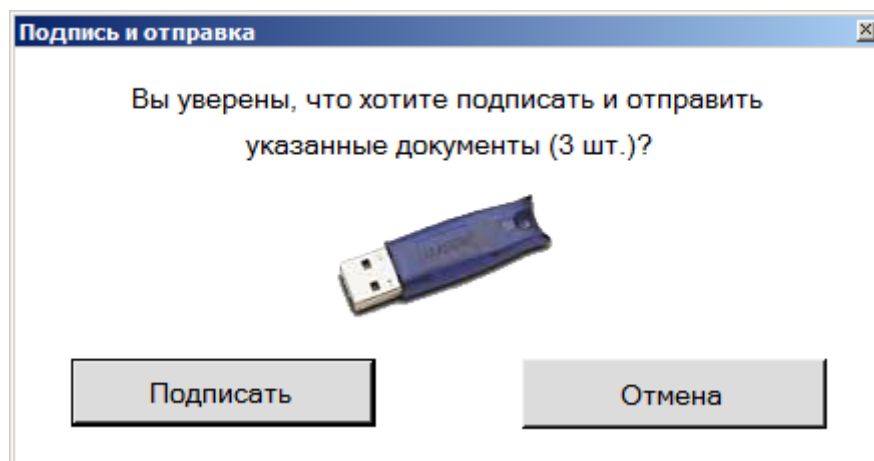 Подпись и отправка
Вы уверены, что хотите подписать и отправить
указанные документы (3 шт.)?
Подписать
Отмена